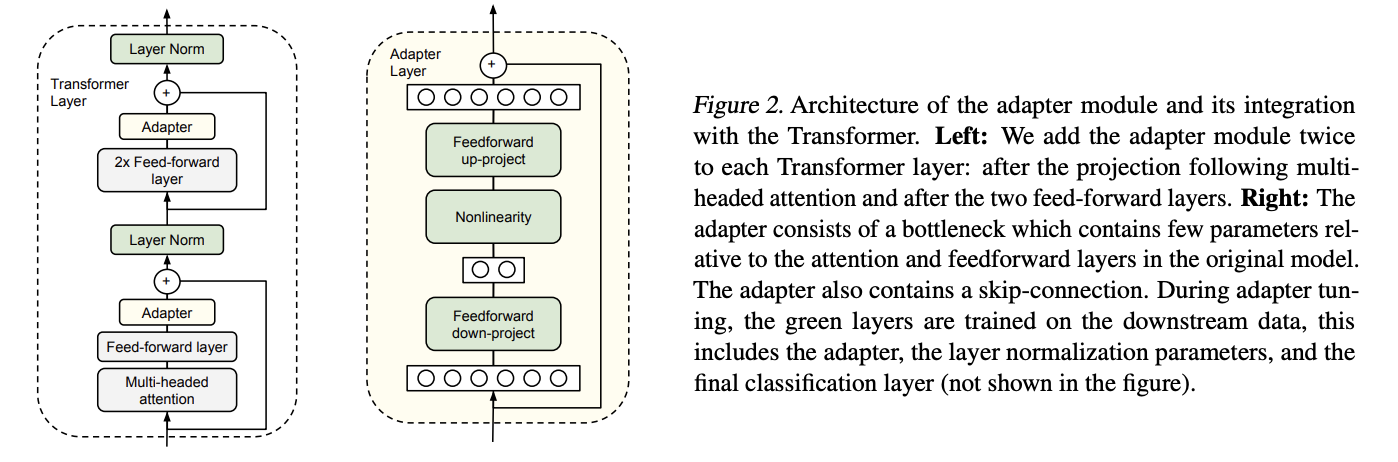 Layer Norm
Transformer
Layer
+
Adapter
2x Feed-forward
layer
Layer Norm
+
Adapter
Feed-forward layer
Multi-headed
attention
Adapter
Layer
+
Feedforward
up-project
Nonlinearity
Feedforward
down-project
Figure 2. Architecture of the adapter module and its integration
with the Transformer. Left: We add the adapter module twice
to each Transformer layer: after the projection following multi-
headed attention and after the two feed-forward layers. Right: The
adapter consists of a bottleneck which contains few parameters rel-
ative to the attention and feedforward layers in the original model.
The adapter also contains a skip-connection. During adapter tun-
ing, the green layers are trained on the downstream data, this
includes the adapter, the layer normalization parameters, and the
final classification layer (not shown in the figure).